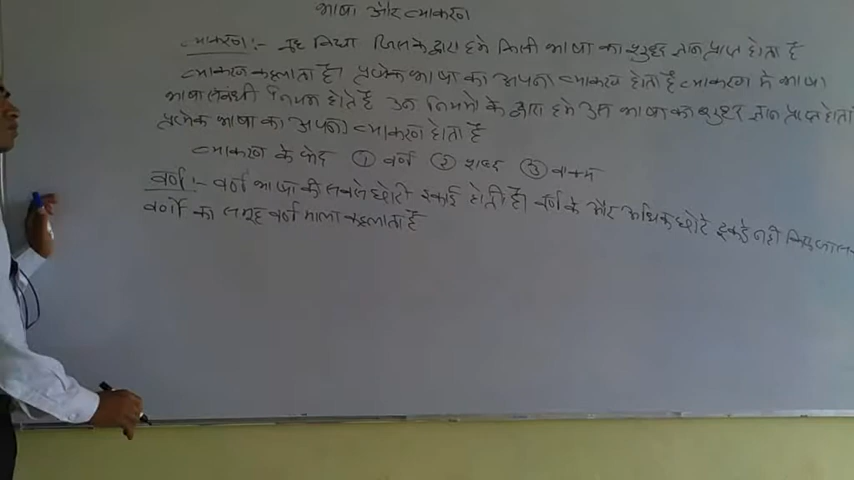 भाषा और व्याकरण
व्याकरण:- वह विद्या जिसके द्वारा हमे किसी भाषा का शुद्ध ज्ञान प्राप्त होता है
व्याकरण कहलाता है। प्रत्येक भाषा का अपना व्याकरण होता है व्याकरण मे भाषा
भाषा संबंधी नियम होते है उन नियमो के द्वारा हमे उस भाषा का शुद्ध ज्ञान प्राप्त होता
प्रत्येक भाषा का अपना व्याकरण होता है
व्याकरण के भेद ① वर्ण ② शब्द ③ वाक्य
वर्ण:- वर्ण भाषा की सबसे छोटी इकाई होती है। वर्ण के और अधिक छोटे टुकडे नही किए जा
वर्णो का समूह वर्ण माला कहलाता है